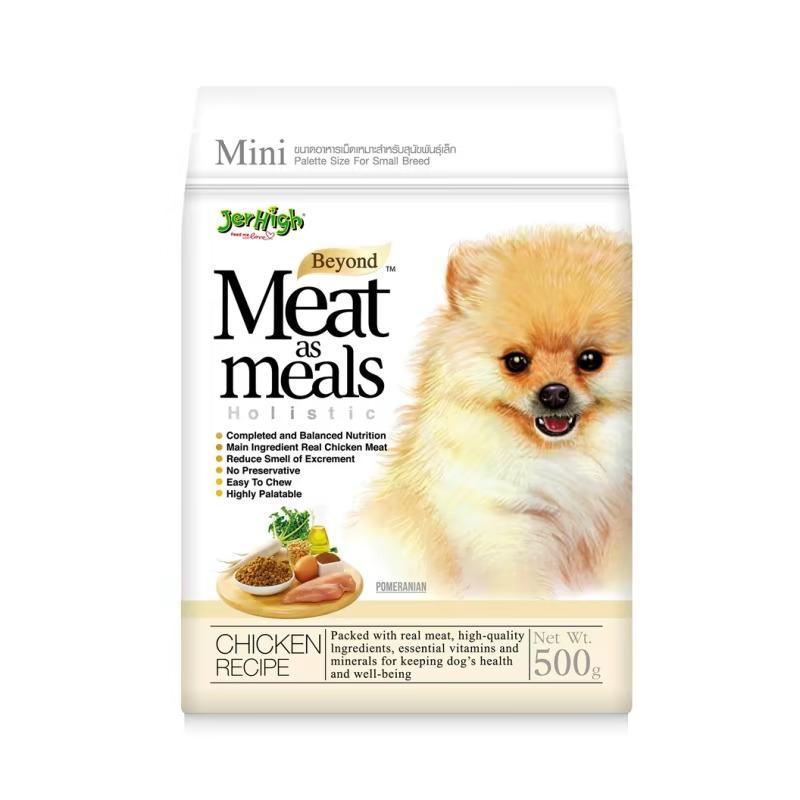 Mini
ขนาดอาหารเม็ดเหมาะสำหรับสุนัขพันธุ์เล็ก
Palette Size For Small Breed
JerHigh®
Feed me love
Beyond
Meat ™
as
meals
Holistic
Completed and Balanced Nutrition
Main Ingredient Real Chicken Meat
Reduce Smell of Excrement
No Preservative
Easy To Chew
Highly Palatable
POMERANIAN
CHICKEN
RECIPE
Packed with real meat, high-quality
Ingredients, essential vitamins and
minerals for keeping dog's health
and well-being
Net Wt.
500g